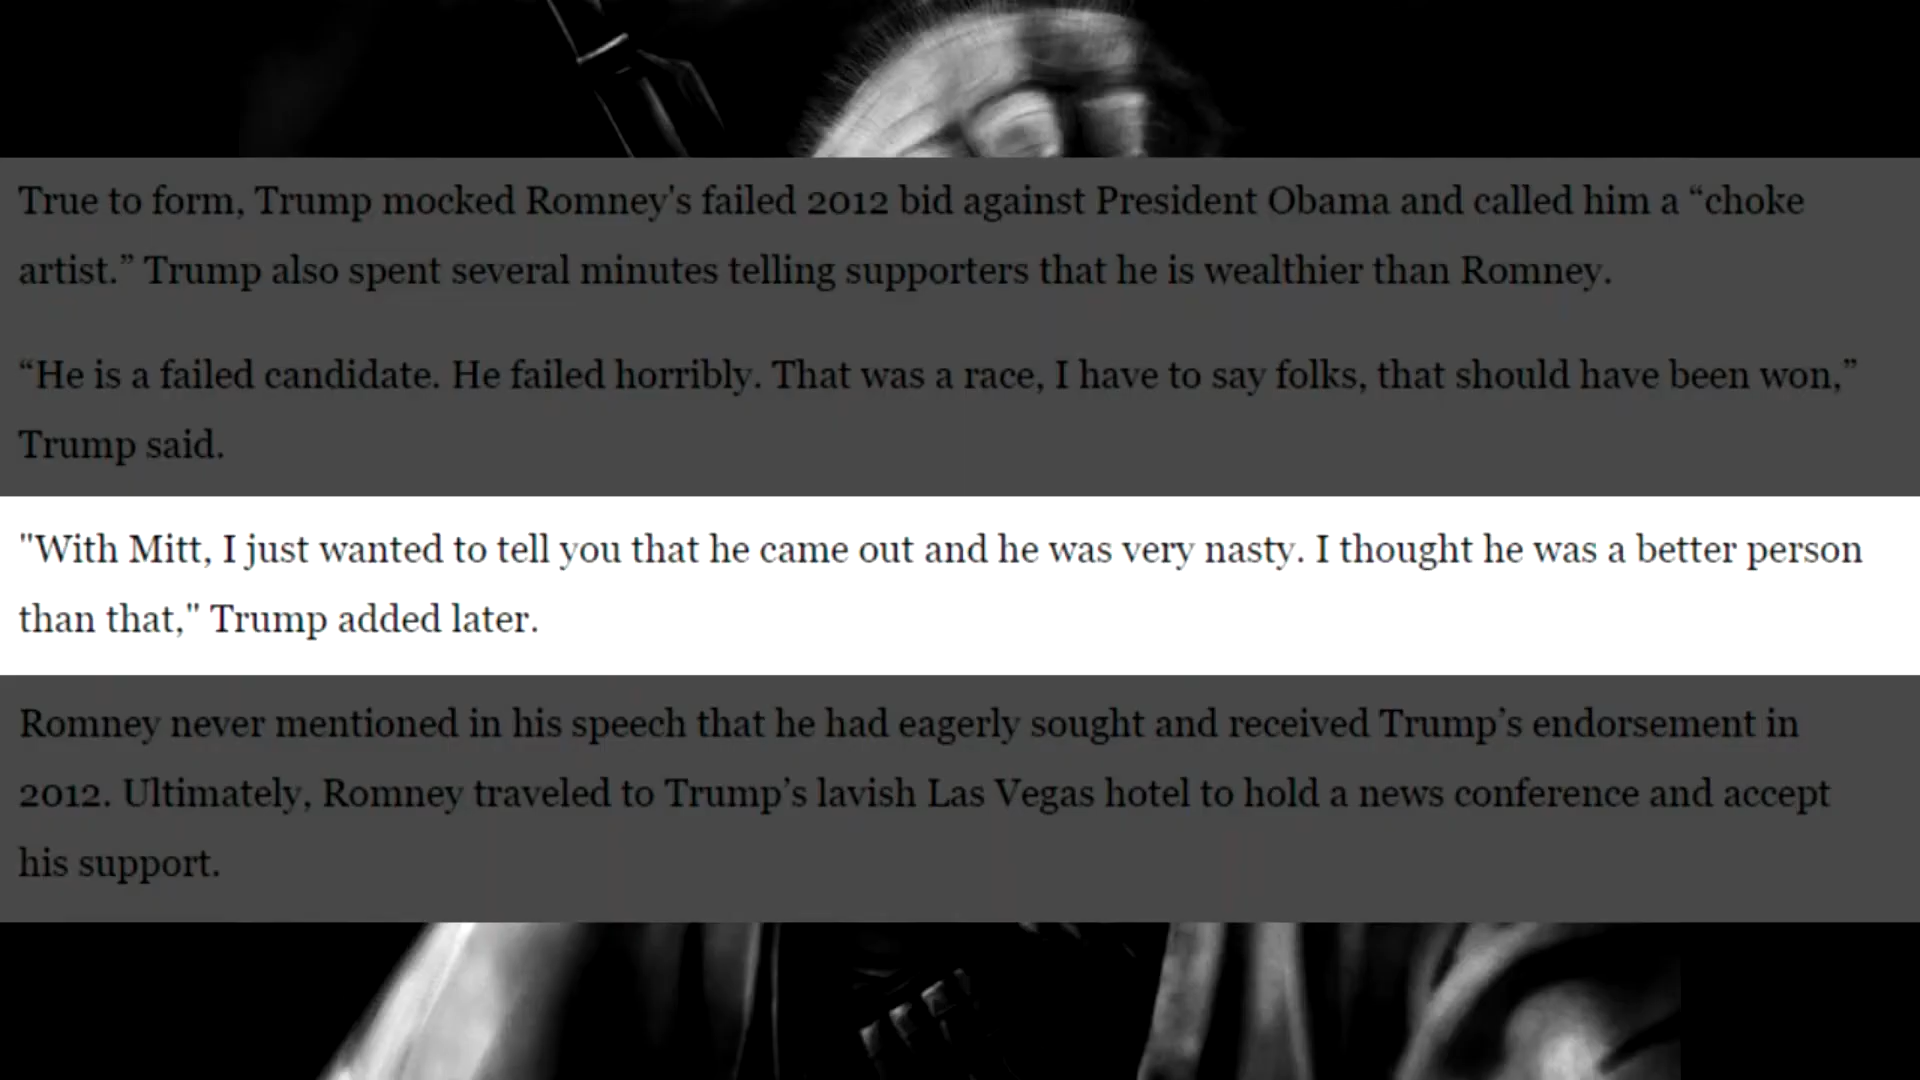 True to form, Trump mocked Romney's failed 2012 bid against President Obama and called him a “choke
artist.” Trump also spent several minutes telling supporters that he is wealthier than Romney.
“He is a failed candidate. He failed horribly. That was a race, I have to say folks, that should have been won,”
Trump said.
"With Mitt, I just wanted to tell you that he came out and he was very nasty. I thought he was a better person
than that," Trump added later.
Romney never mentioned in his speech that he had eagerly sought and received Trump’s endorsement in
2012. Ultimately, Romney traveled to Trump’s lavish Las Vegas hotel to hold a news conference and accept
his support.